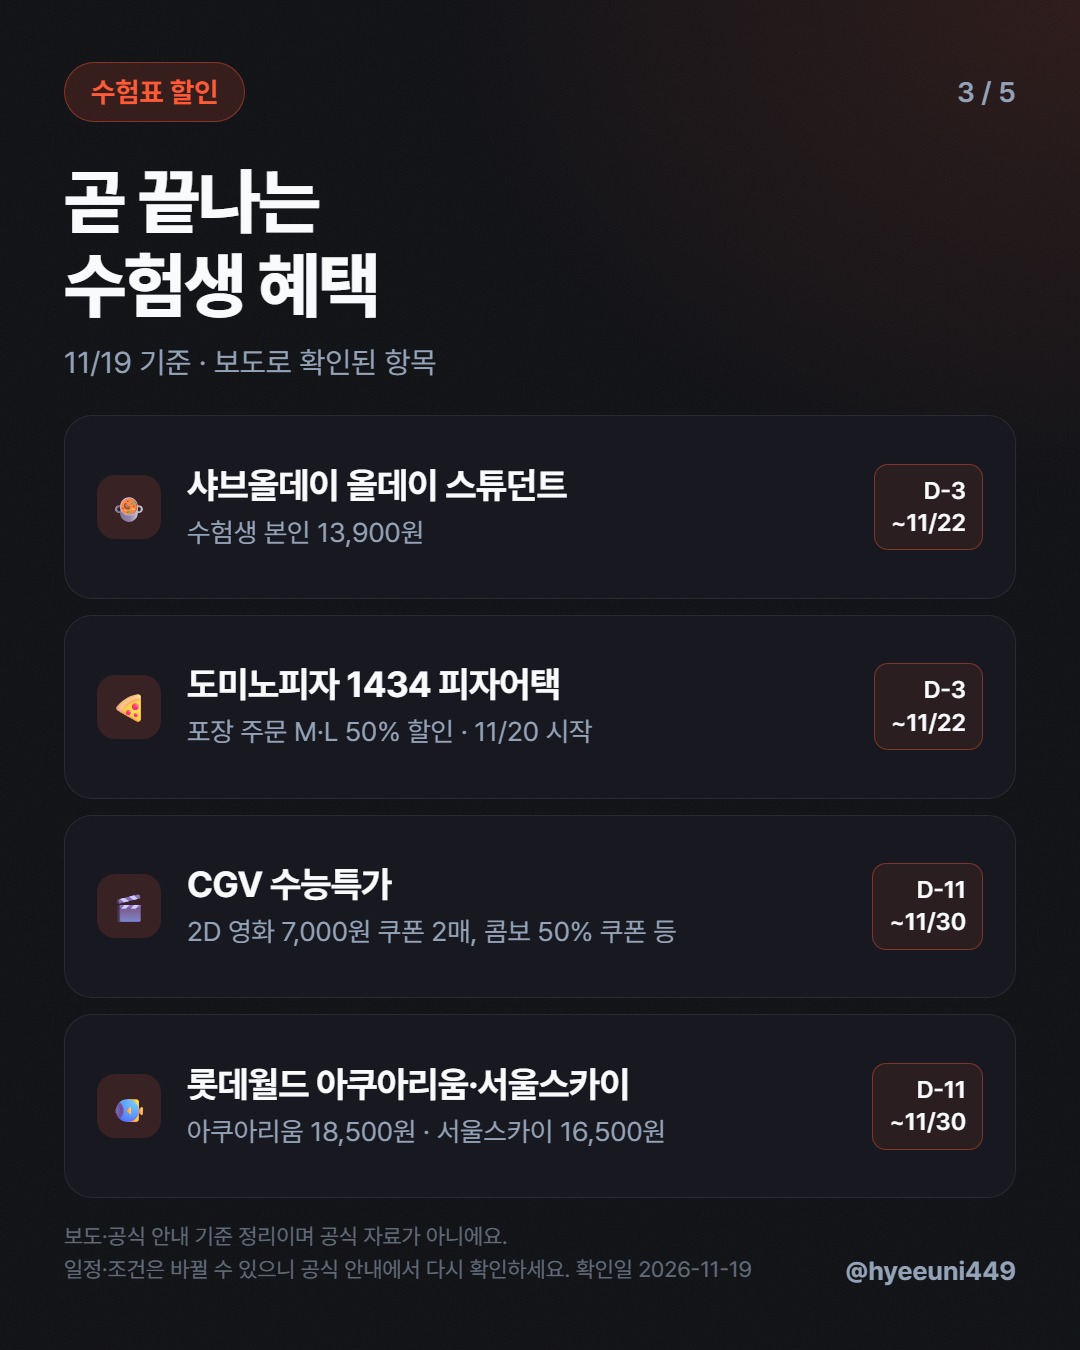 수험표 할인
3 / 5
곧 끝나는
수험생 혜택
11/19 기준 · 보도로 확인된 항목
샤브올데이 올데이 스튜던트
수험생 본인 13,900원
D-3
~11/22
도미노피자 1434 피자어택
포장 주문 M·L 50% 할인 · 11/20 시작
D-3
~11/22
CGV 수능특가
2D 영화 7,000원 쿠폰 2매, 콤보 50% 쿠폰 등
D-11
~11/30
롯데월드 아쿠아리움·서울스카이
아쿠아리움 18,500원 · 서울스카이 16,500원
D-11
~11/30
보도·공식 안내 기준 정리이며 공식 자료가 아니에요.
일정·조건은 바뀔 수 있으니 공식 안내에서 다시 확인하세요. 확인일 2026-11-19
@hyeeuni449